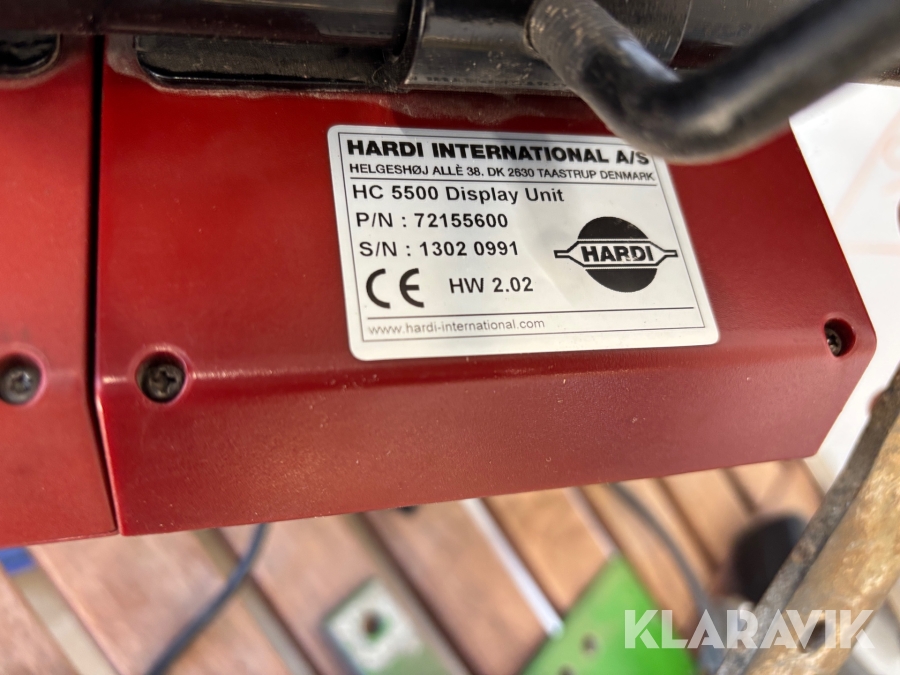 HARDI INTERNATIONAL A/S
HELGESHØJ ALLÈ 38. DK 2630 TAASTRUP DENMARK
HC 5500 Display Unit
P/N : 72155600
S/N : 1302 0991
HARDI
CE HW 2.02
www.hardi-international.com
KLARAVIK